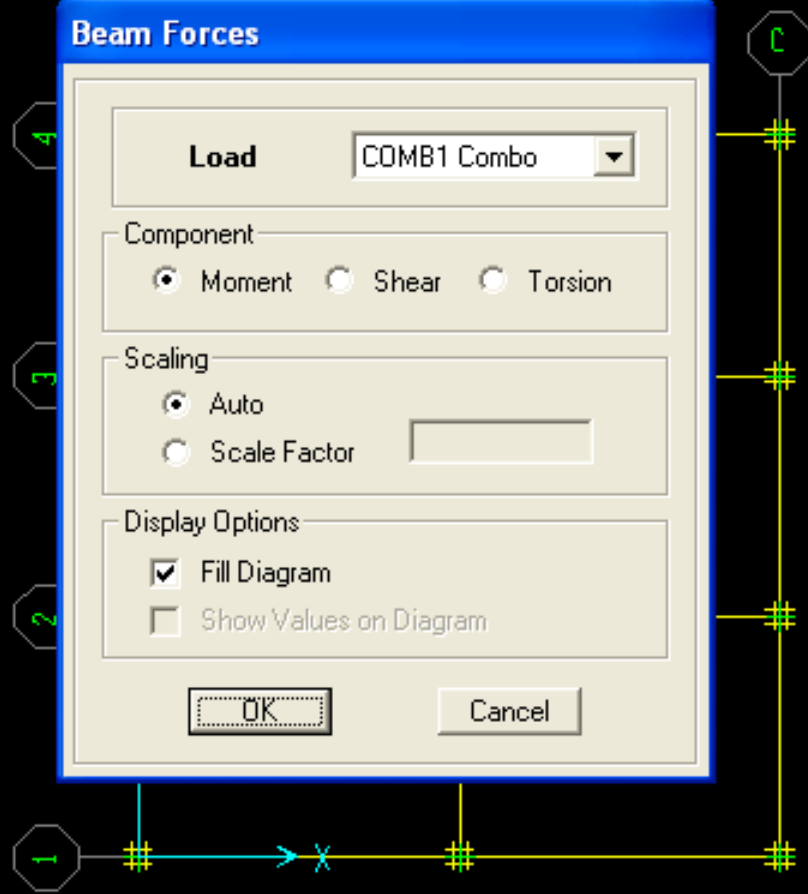 Beam Forces
C
4
Load COMB1 Combo
Component
Moment Shear Torsion
3
Scaling
Auto
Scale Factor
Display Options
Fill Diagram
2
Show Values on Diagram
OK Cancel
1 X